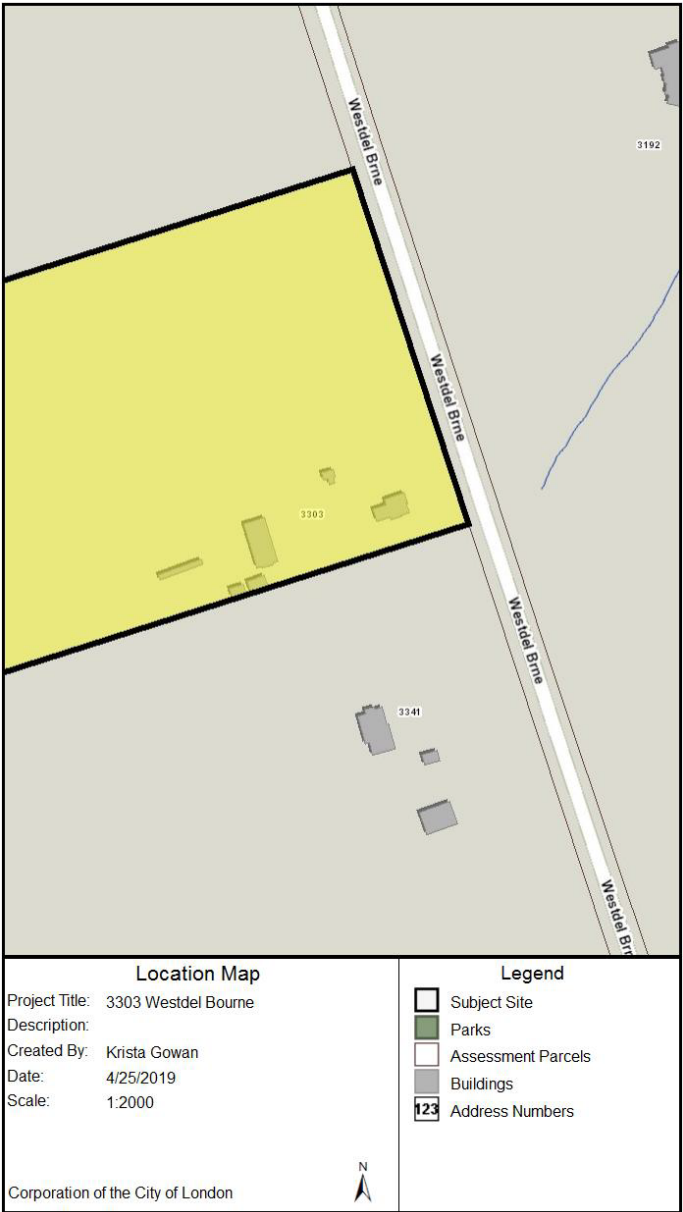 Westdel Brne
3192
Westdel Brne
3303
Westdel Brne
3341
Westdel Brr
Location Map
Project Title: 3303 Westdel Bourne
Description:
Created By: Krista Gowan
Date: 4/25/2019
Scale: 1:2000
N
Corporation of the City of London
Legend
Subject Site
Parks
Assessment Parcels
Buildings
123 Address Numbers